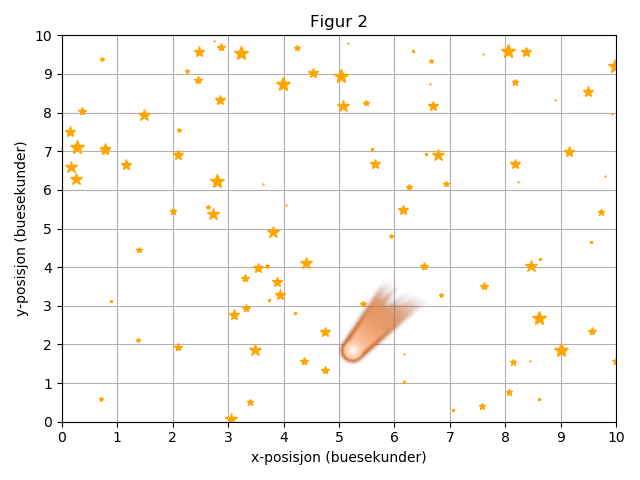 Figur 2
10
9
8
7
6
5
4
3
2
1
0
0 1 2 3 4 5 6 7 8 9 10
x-posisjon (buesekunder)
y-posisjon (buesekunder)